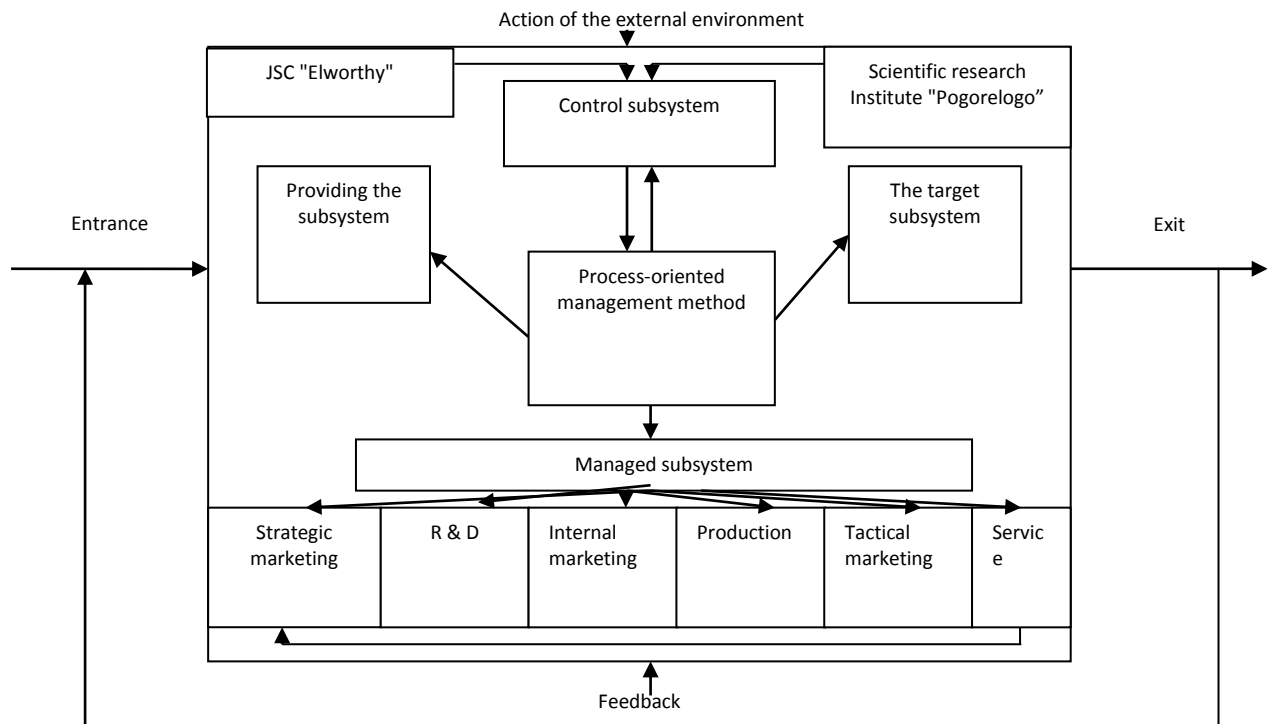 Action of the external environment
JSC "Elworthy"
Scientific research
Institute "Pogorelogo”
Control subsystem
Providing the
subsystem
The target
subsystem
Entrance
Exit
Process-oriented
management method
Managed subsystem
Strategic
marketing
R & D
Internal
marketing
Production
Tactical
marketing
Servic
e
Feedback